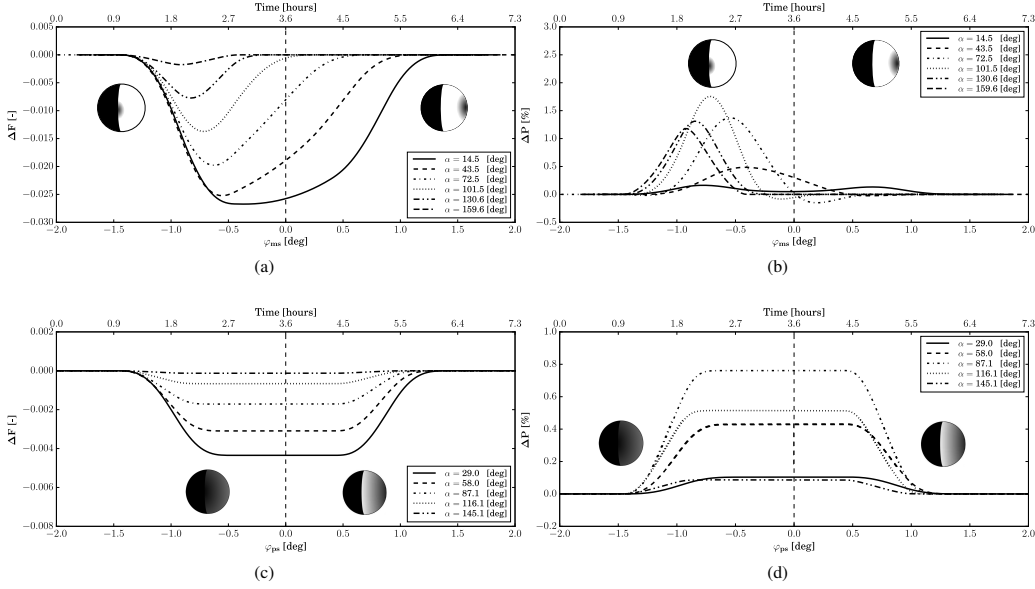 Time [hours]
0.0 0.9 1.8 2.7 3.6 4.5 5.5 6.4 7.3
0.005
0.000
−0.005
−0.010
−0.015
−0.020
−0.025
−0.030
ΔF [-]
α = 14.5 [deg]
α = 43.5 [deg]
α = 72.5 [deg]
α = 101.5 [deg]
α = 130.6 [deg]
α = 159.6 [deg]
−2.0 −1.5 −1.0 −0.5 0.0 0.5 1.0 1.5 2.0
φms [deg]
(a)
Time [hours]
0.0 0.9 1.8 2.7 3.6 4.5 5.5 6.4 7.3
3.0
2.5
2.0
1.5
1.0
0.5
0.0
−0.5
ΔP [%]
α = 14.5 [deg]
α = 43.5 [deg]
α = 72.5 [deg]
α = 101.5 [deg]
α = 130.6 [deg]
α = 159.6 [deg]
−2.0 −1.5 −1.0 −0.5 0.0 0.5 1.0 1.5 2.0
φms [deg]
(b)
Time [hours]
0.0 0.9 1.8 2.7 3.6 4.5 5.5 6.4 7.3
0.002
0.000
−0.002
−0.004
−0.006
−0.008
ΔF [-]
α = 29.0 [deg]
α = 58.0 [deg]
α = 87.1 [deg]
α = 116.1 [deg]
α = 145.1 [deg]
−2.0 −1.5 −1.0 −0.5 0.0 0.5 1.0 1.5 2.0
φps [deg]
(c)
Time [hours]
0.0 0.9 1.8 2.7 3.6 4.5 5.5 6.4 7.3
1.0
0.8
0.6
0.4
0.2
0.0
−0.2
ΔP [%]
α = 29.0 [deg]
α = 58.0 [deg]
α = 87.1 [deg]
α = 116.1 [deg]
α = 145.1 [deg]
−2.0 −1.5 −1.0 −0.5 0.0 0.5 1.0 1.5 2.0
φps [deg]
(d)